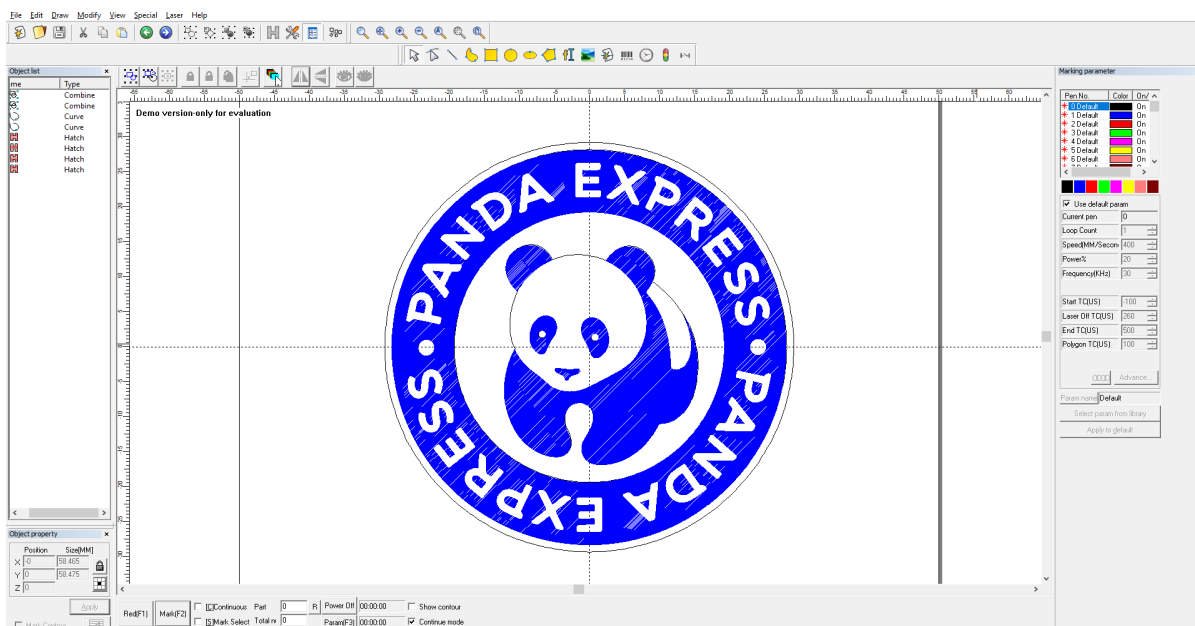 File Edit Draw Modify View Special Laser Help
Object list ×
me Type
Combine
Combine
Curve
Curve
Hatch
Hatch
Hatch
Hatch
Demo version-only for evaluation
PANDA EXPRESS • PANDA EXPRESS •
Object property ×
Position Size[MM]
X -0 58.465
Y 0 58.475
Z 0
Apply
Mark Contour
Red(F1) Mark(F2) [C]Continuous Part 0 R Power Off 00:00:00 Show contour
[S]Mark Select Total 0 Param(F3) 00:00:00 Continue mode
Marking parameter
Pen No. Color On/
0 Default On
1 Default On
2 Default On
3 Default On
4 Default On
5 Default On
6 Default On
Use default param
Current pen 0
Loop Count 1
Speed(MM/Secon 400
Power% 20
Frequency(KHz) 30
Start TC(US) -100
Laser Off TC(US) 260
End TC(US) 500
Polygon TC(US) 100
Advance...
Param name Default
Select param from library
Apply to default